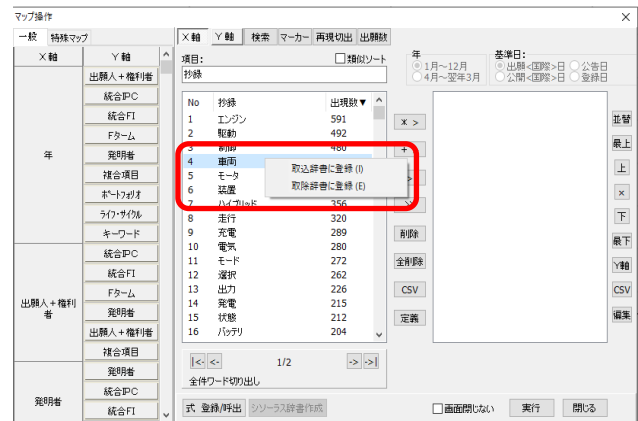 マップ操作
一般 特殊マップ
X軸 Y軸
年
出願人+権利者
統合IPC
統合FI
Fターム
発明者
複合項目
ポートフォリオ
ライフ・サイクル
キーワード
出願人+権利者
統合IPC
統合FI
Fターム
発明者
出願人+権利者
複合項目
発明者
発明者
統合IPC
統合FI
X軸 Y軸 検索 マーカー 再現切出 出願数
項目: 類似ソート
抄録
No 抄録 出現数▼
1 エンジン 591
2 駆動 492
3 制御 480
4 車両
5 モータ
6 装置
7 ハイブリッド 356
8 走行 320
9 充電 289
10 電気 280
11 モード 272
12 選択 262
13 出力 226
14 発電 215
15 状態 212
16 バッテリ 204
取込辞書に登録 (I)
取除辞書に登録 (E)
|<- <- 1/2 -> ->|
全件ワード切り出し
式 登録/呼出 シソーラス辞書作成
年
1月~12月
4月~翌年3月
基準日:
出願<国際>日 公告日
公開<国際>日 登録日
* >
+
削除
全削除
CSV
定義
並替
最上
上
×
下
最下
Y軸
CSV
編集
画面閉じない 実行 閉じる